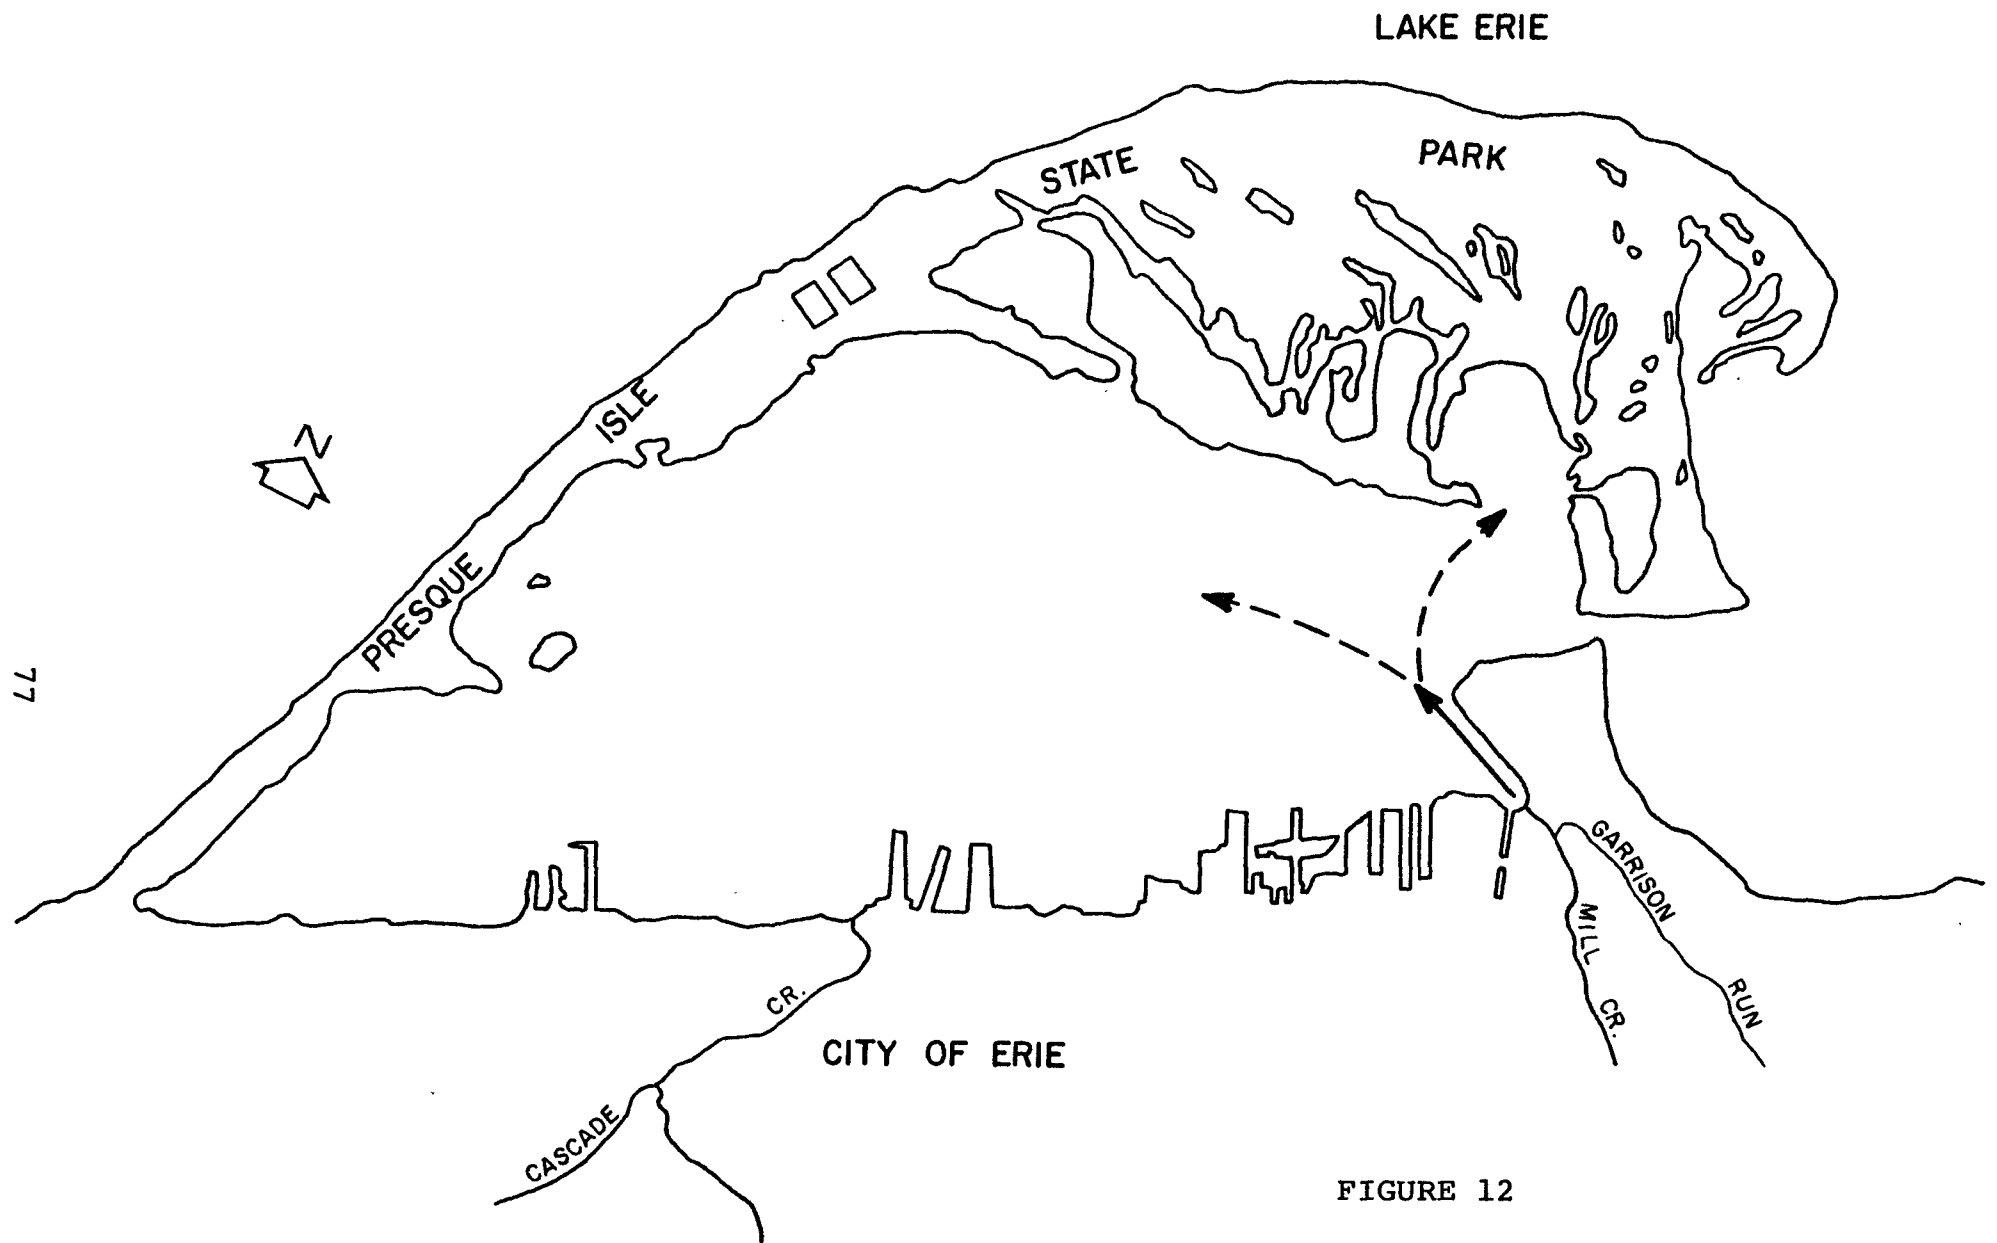 LAKE ERIE
PRESQUE ISLE STATE PARK
N
77
GARRISON RUN
MILL CR.
CASCADE CR.
CITY OF ERIE
FIGURE 12